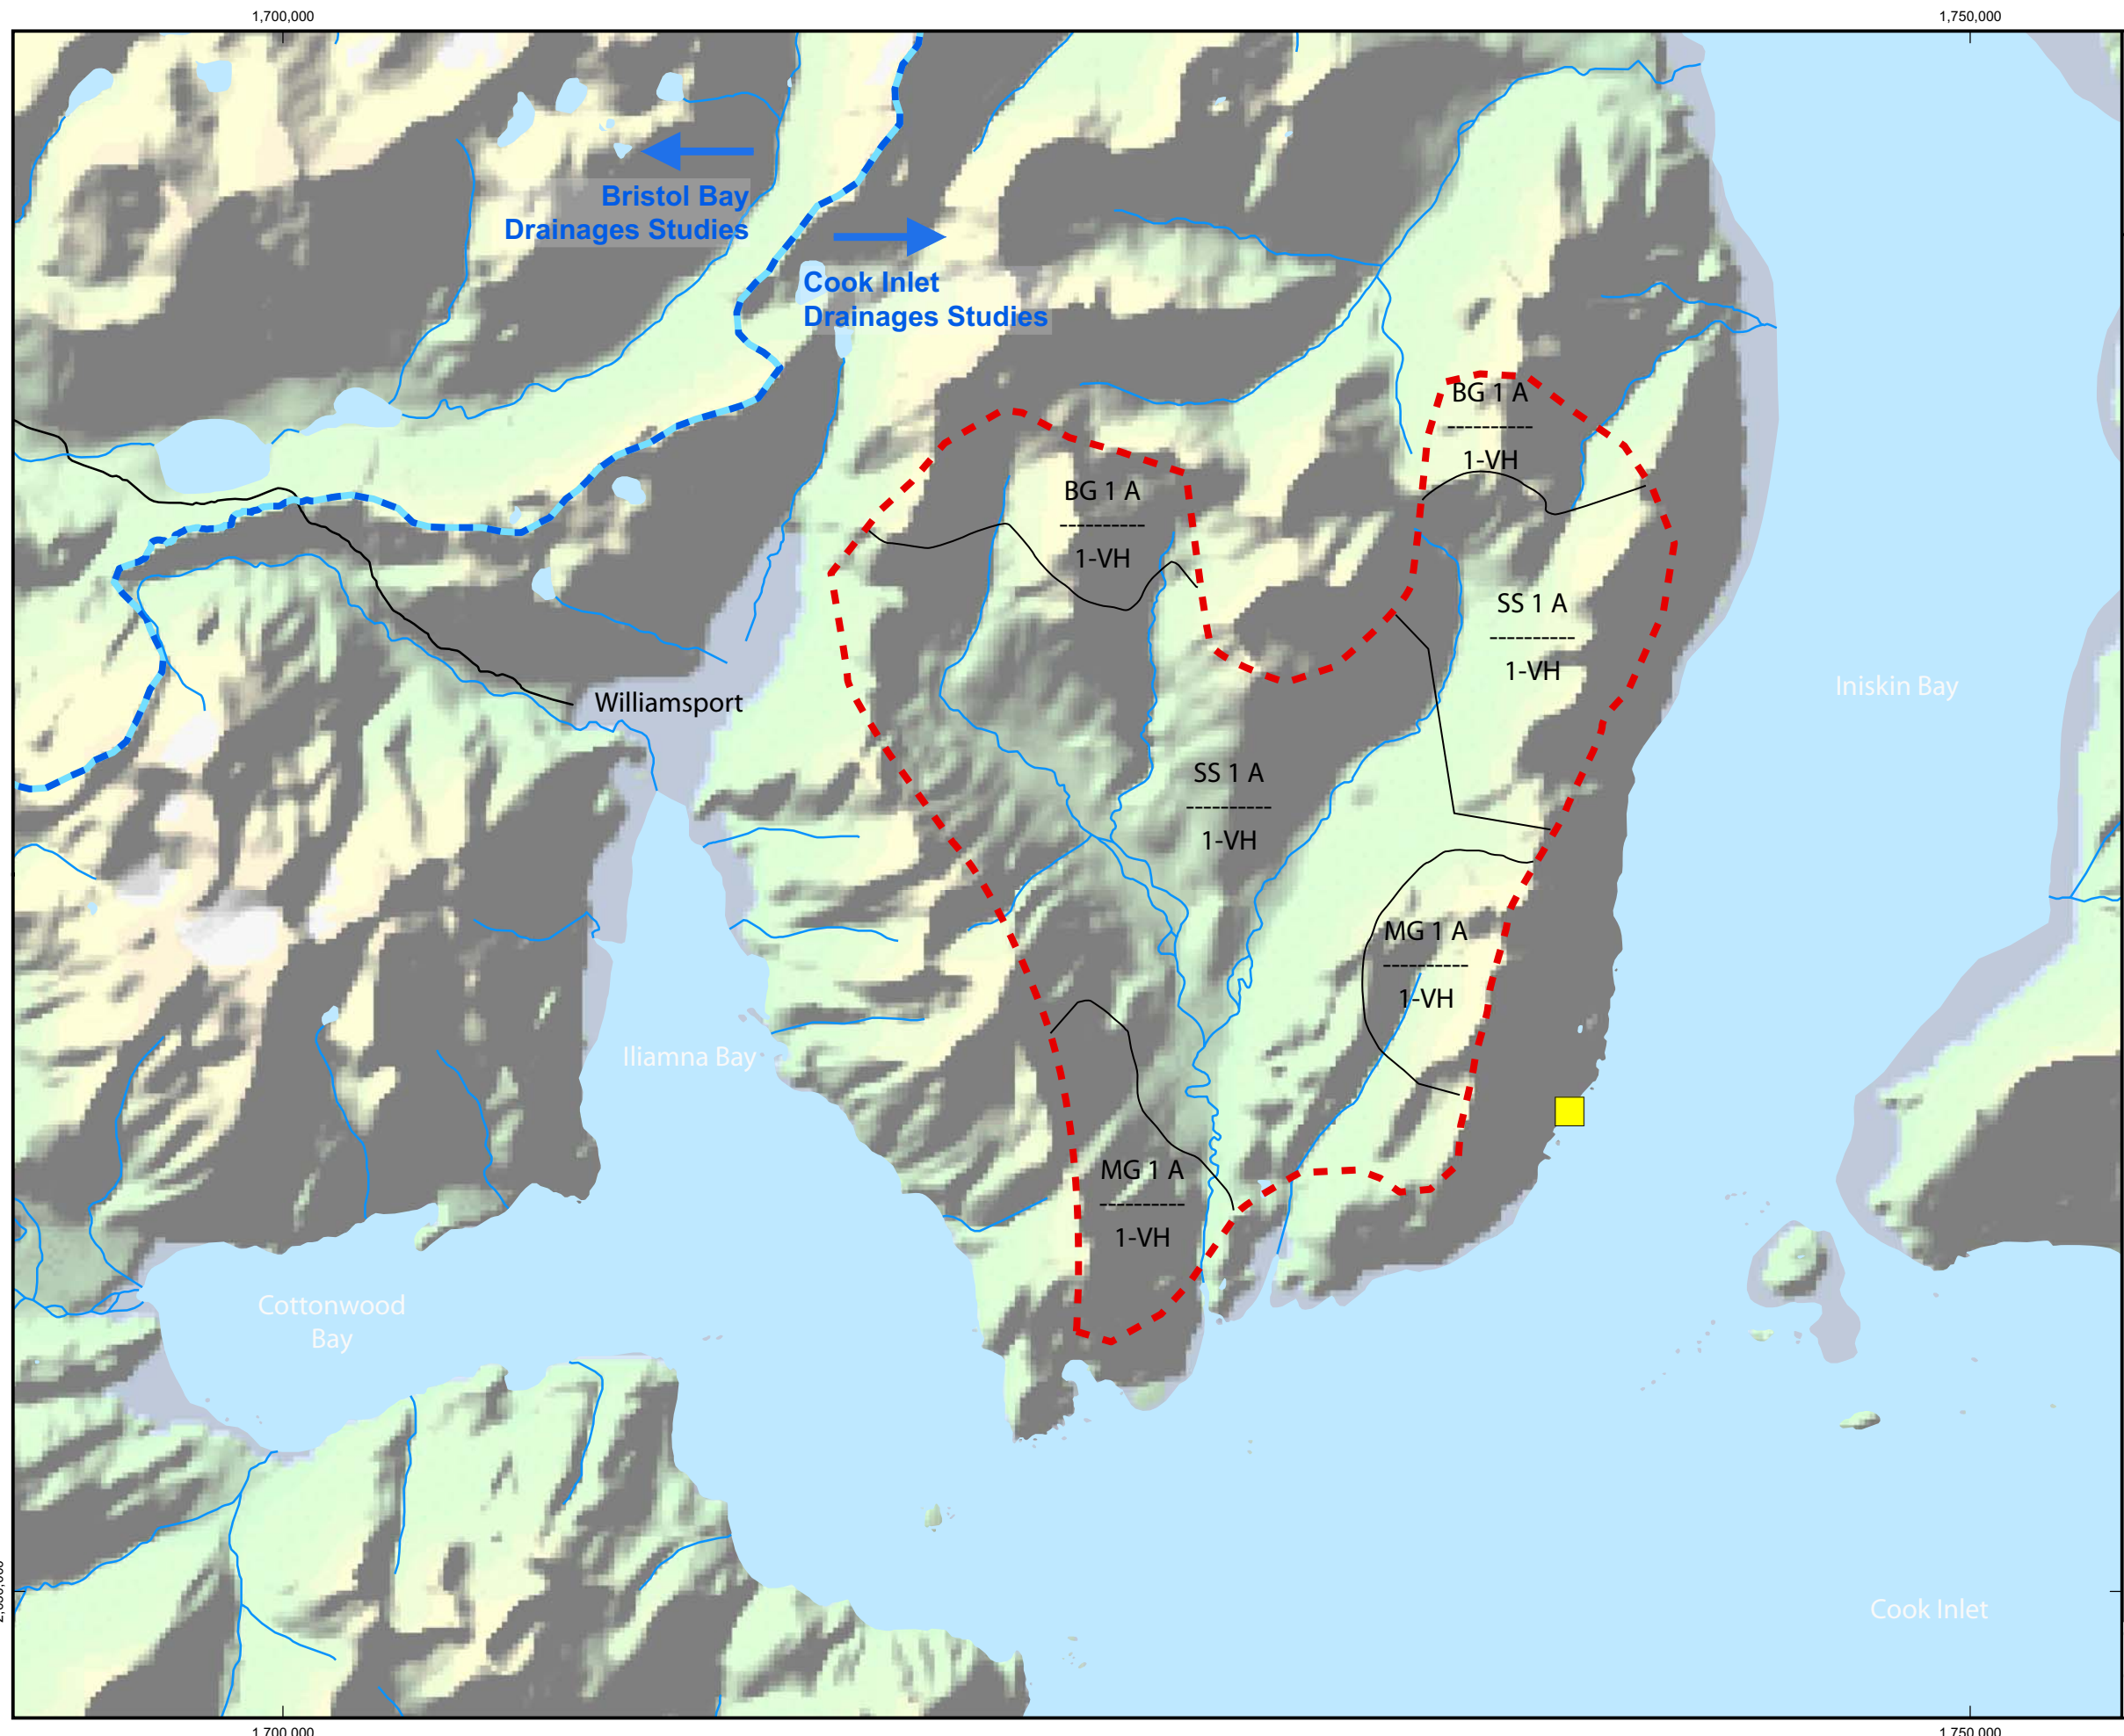 1,700,000
1,750,000
Bristol Bay
Drainages Studies
Cook Inlet
Drainages Studies
BG 1 A
----------
1-VH
BG 1 A
----------
1-VH
SS 1 A
----------
1-VH
Williamsport
Iniskin Bay
SS 1 A
----------
1-VH
MG 1 A
----------
1-VH
Iliamna Bay
MG 1 A
----------
1-VH
Cottonwood
Bay
Cook Inlet
1,700,000
1,750,000